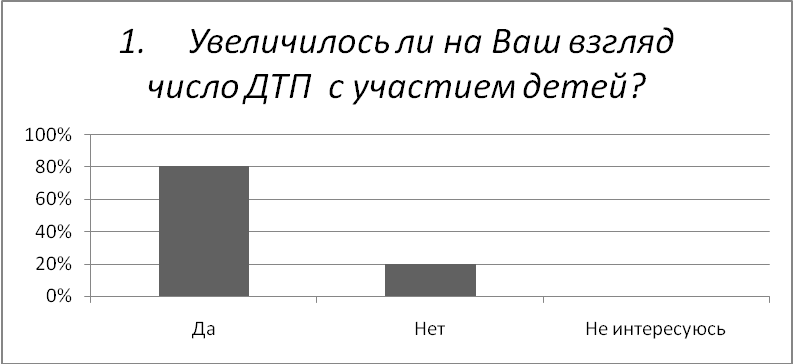 1. Увеличилось ли на Ваш взгляд
число ДТП с участием детей?
100%
80%
60%
40%
20%
0%
Да Нет Не интересуюсь